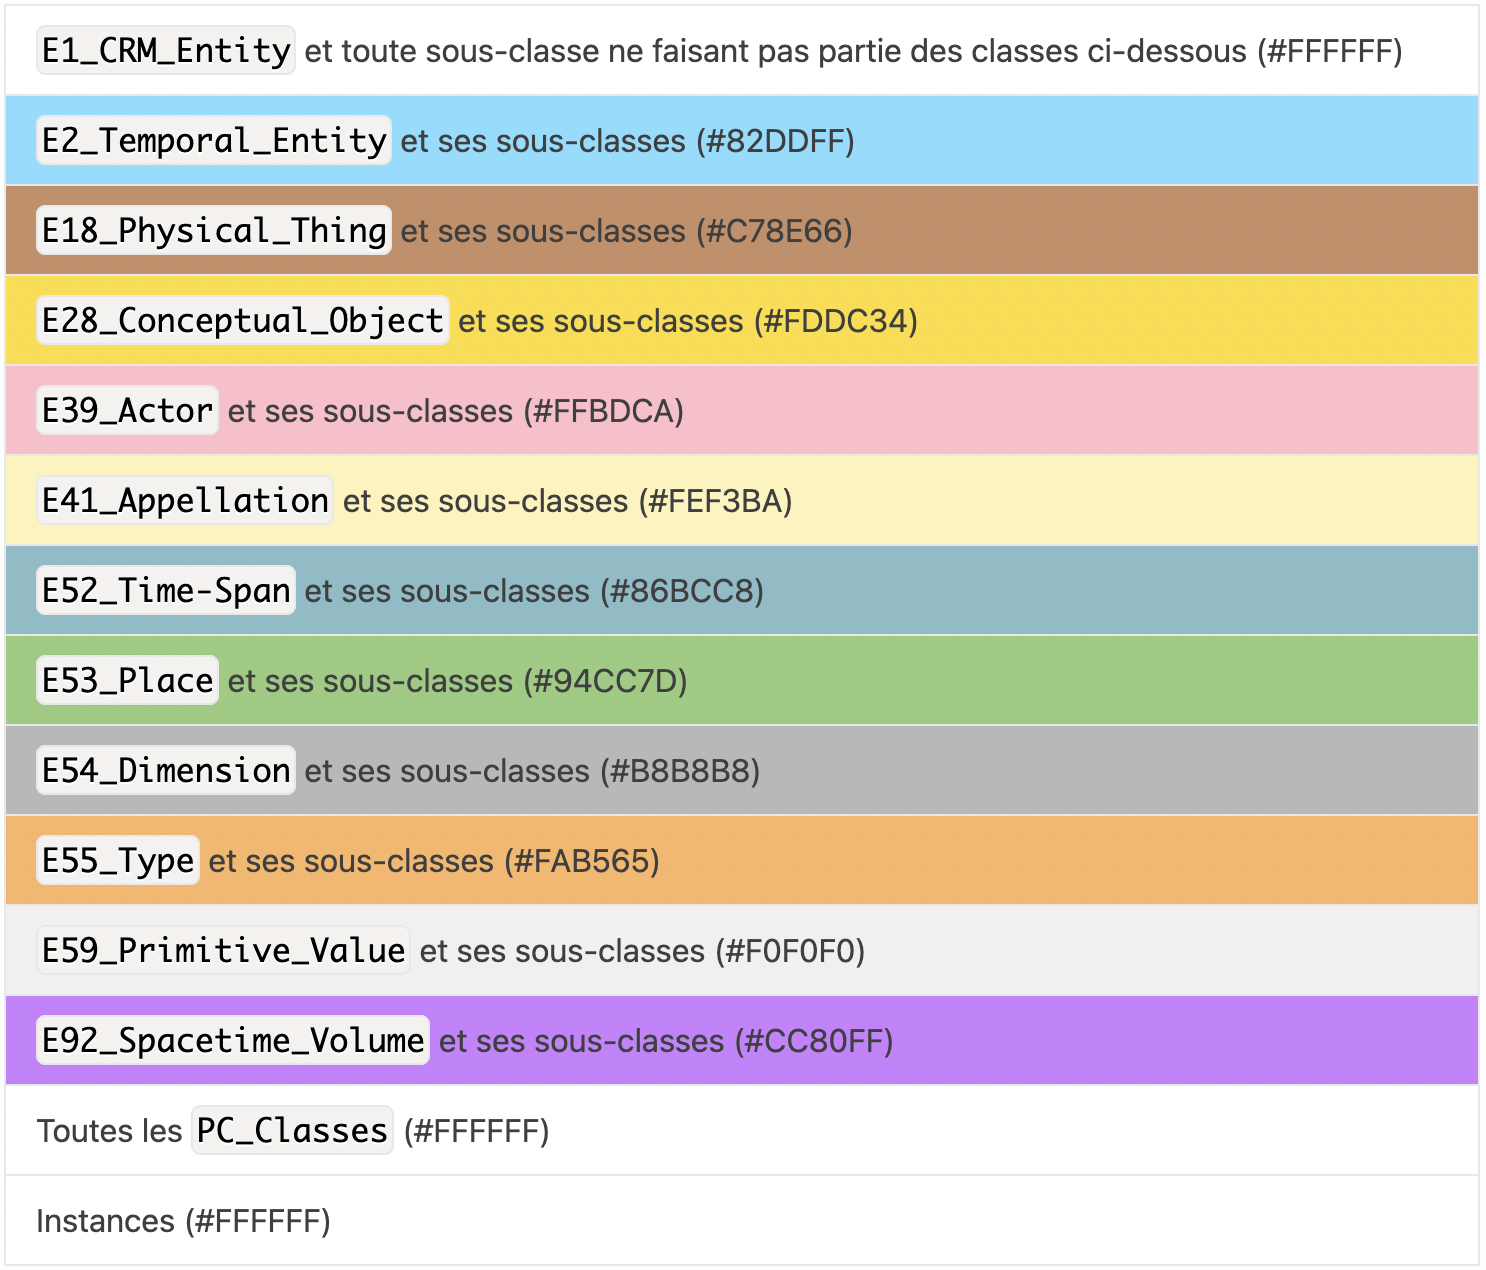 E1_CRM_Entity et toute sous-classe ne faisant pas partie des classes ci-dessous (#FFFFFF)
E2_Temporal_Entity et ses sous-classes (#82DDFF)
E18_Physical_Thing et ses sous-classes (#C78E66)
E28_Conceptual_Object et ses sous-classes (#FDDC34)
E39_Actor et ses sous-classes (#FFBDCA)
E41_Appellation et ses sous-classes (#FEF3BA)
E52_Time-Span et ses sous-classes (#86BCC8)
E53_Place et ses sous-classes (#94CC7D)
E54_Dimension et ses sous-classes (#B8B8B8)
E55_Type et ses sous-classes (#FAB565)
E59_Primitive_Value et ses sous-classes (#F0F0F0)
E92_Spacetime_Volume et ses sous-classes (#CC80FF)
Toutes les PC_Classes (#FFFFFF)
Instances (#FFFFFF)